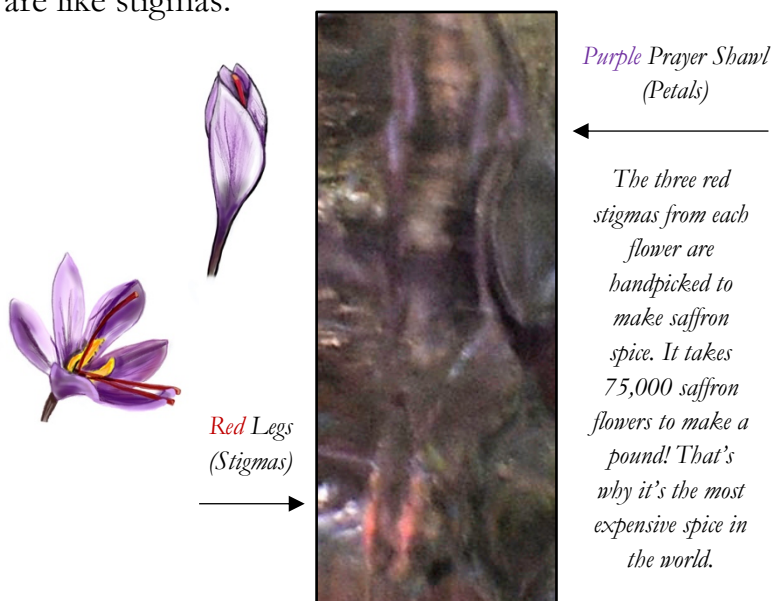 are like stigmas.
Purple Prayer Shawl
(Petals)
The three red
stigmas from each
flower are
handpicked to
make saffron
spice. It takes
75,000 saffron
flowers to make a
pound! That's
why it's the most
expensive spice in
the world.
Red Legs
(Stigmas)